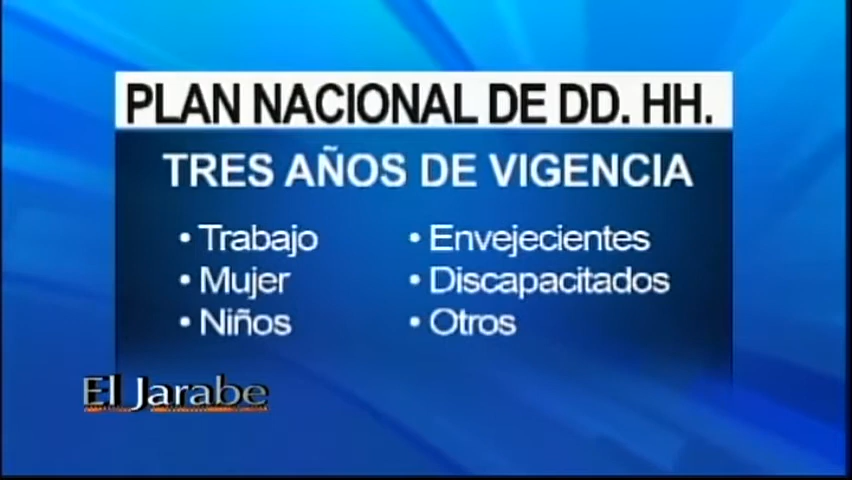 PLAN NACIONAL DE DD. HH.
TRES AÑOS DE VIGENCIA
• Trabajo
• Mujer
• Niños
• Envejecientes
• Discapacitados
• Otros
El Jarabe